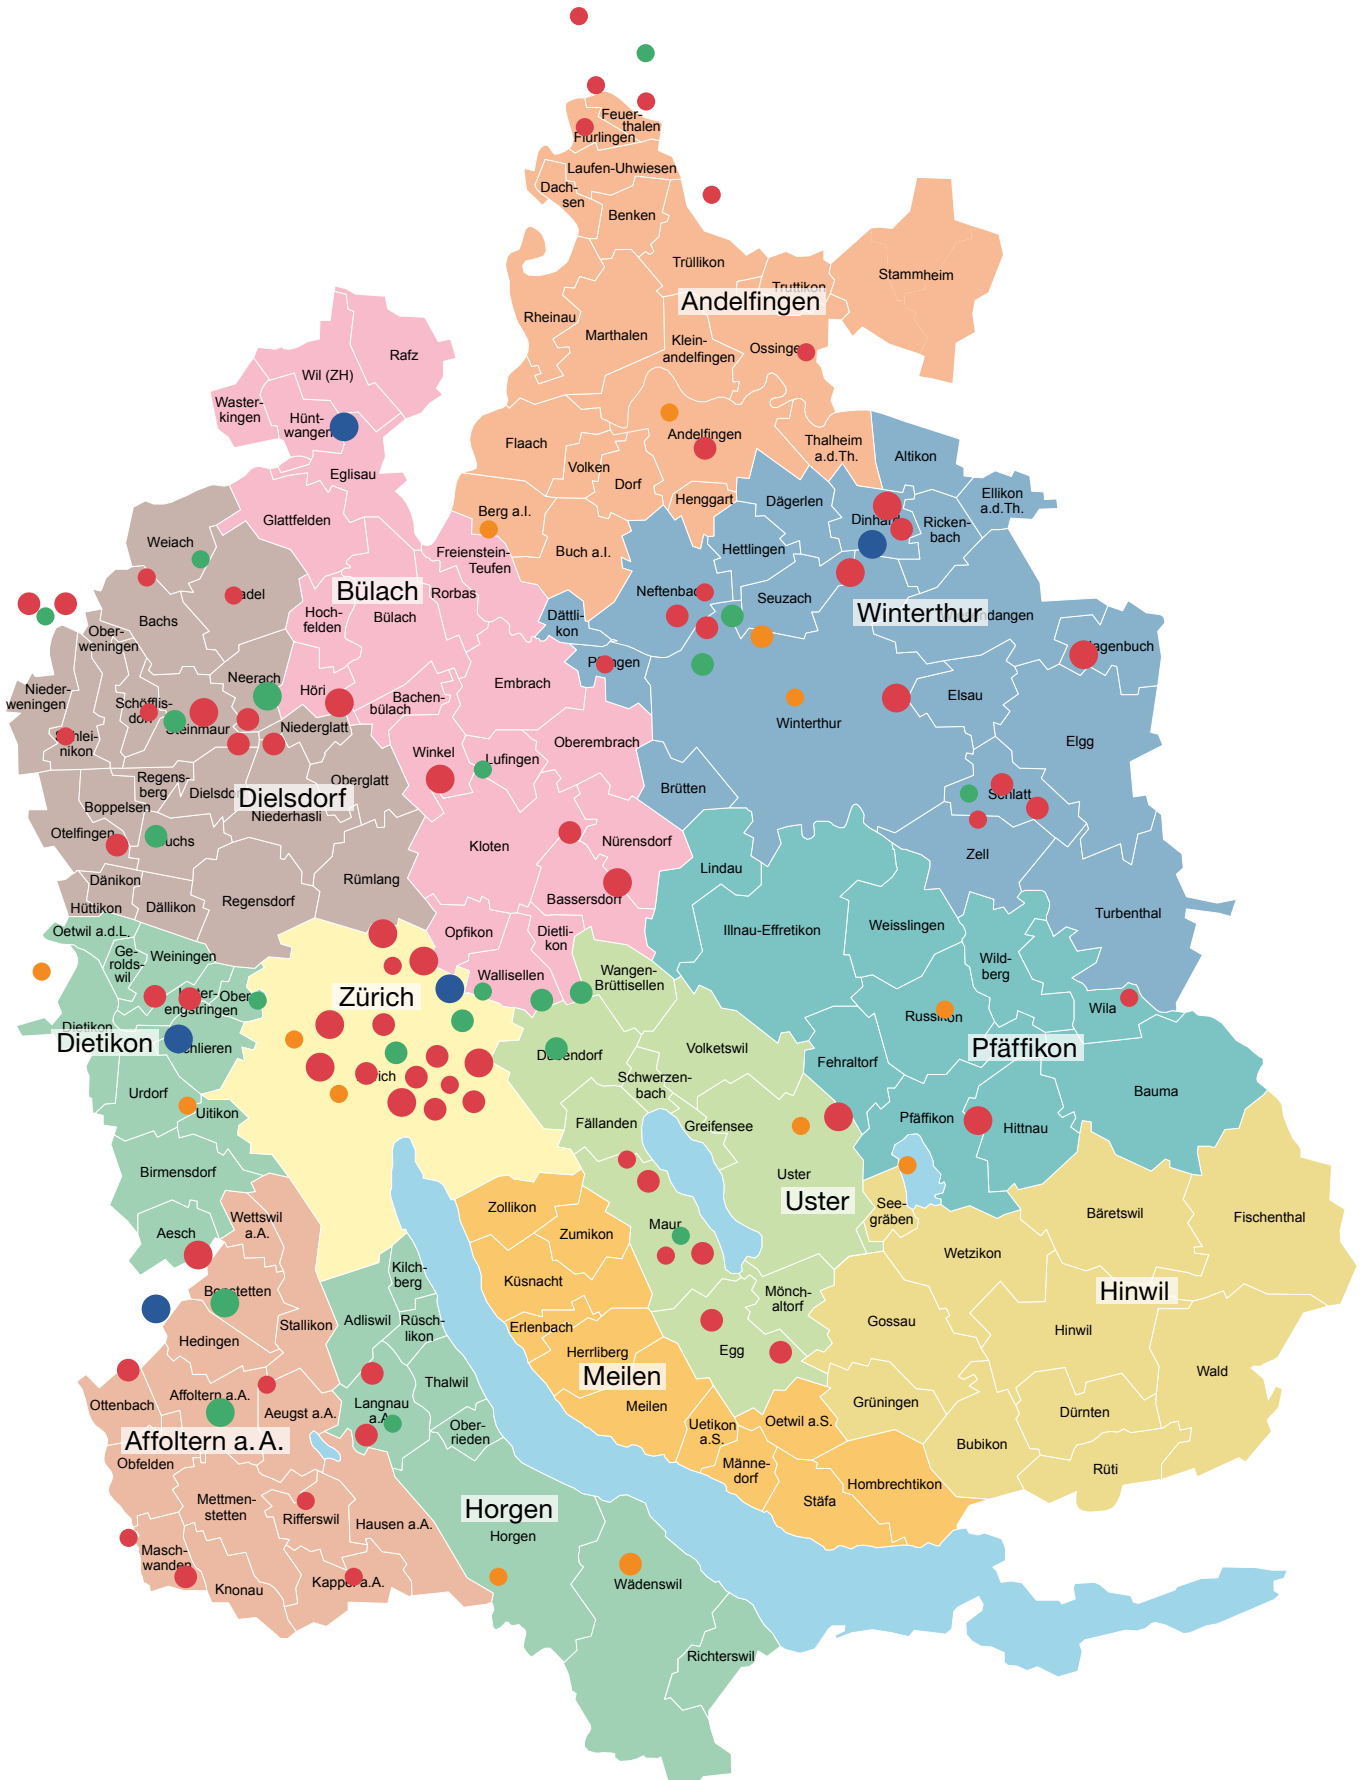 Feuer-
thalen
Flurlingen
Laufen-Uhwiesen
Dach-
sen
Benken
Trüllikon
Truttikon
Stammheim
Andelfingen
Rheinau
Marthalen
Klein-
andelfingen
Rafz
Wil (ZH)
Waster-
kingen
Hünt-
wangen
Eglisau
Flaach
Volken
Dorf
Andelfingen
Thalheim
a.d.Th.
Altikon
Henggart
Dägerlen
Ellikon
a.d.Th.
Ricken-
bach
Glattfelden
Berg a.I.
Buch a.I.
Freienstein-
Teufen
Hettlingen
Weiach
Bülach
Rorbas
Seuzach
Winterthur
Bachs
Hoch-
felden
Bülach
Dättli-
kon
Ober-
weningen
Nieder-
weningen
Neerach
Höri
Bachen-
bülach
Embrach
Elsau
Niederglatt
Winterthur
Oberembrach
Elgg
Winkel
Lufingen
Regens-
berg
Oberglatt
Dielsdorf
Boppelsen
Niederhasli
Brütten
Otelfingen
Kloten
Nürensdorf
Zell
Lindau
Dänikon
Rümlang
Hüttikon
Dällikon
Regensdorf
Bassersdorf
Turbenthal
Oetwil a.d.L.
Opfikon
Dietli-
kon
Illnau-Effretikon
Weisslingen
Ge-
rolds-
wil
Weiningen
Wallisellen
Wangen-
Brüttisellen
Wild-
berg
Zürich
Wila
Russikon
Dietikon
Dietikon
Pfäffikon
Volketswil
Fehraltorf
Schwerzen-
bach
Bauma
Urdorf
Uitikon
Fällanden
Greifensee
Pfäffikon
Hittnau
Birmensdorf
Uster
Uster
Zollikon
Zumikon
Maur
See-
gräben
Bäretswil
Fischenthal
Aesch
Wettswil
a.A.
Wetzikon
Kilch-
berg
Küsnacht
Mönch-
altorf
Hinwil
Stallikon
Adliswil
Rüsch-
likon
Erlenbach
Gossau
Hinwil
Hedingen
Herrliberg
Egg
Meilen
Wald
Thalwil
Affoltern a.A.
Ottenbach
Aeugst a.A.
Langnau
Meilen
Grüningen
Dürnten
Ober-
rieden
Uetikon
a.S.
Oetwil a.S.
Affoltern a. A.
Bubikon
Obfelden
Männe-
dorf
Rüti
Hombrechtikon
Stäfa
Mettmen-
stetten
Rifferswil
Hausen a.A.
Horgen
Horgen
Masch-
wanden
Knonau
Wädenswil
Richterswil